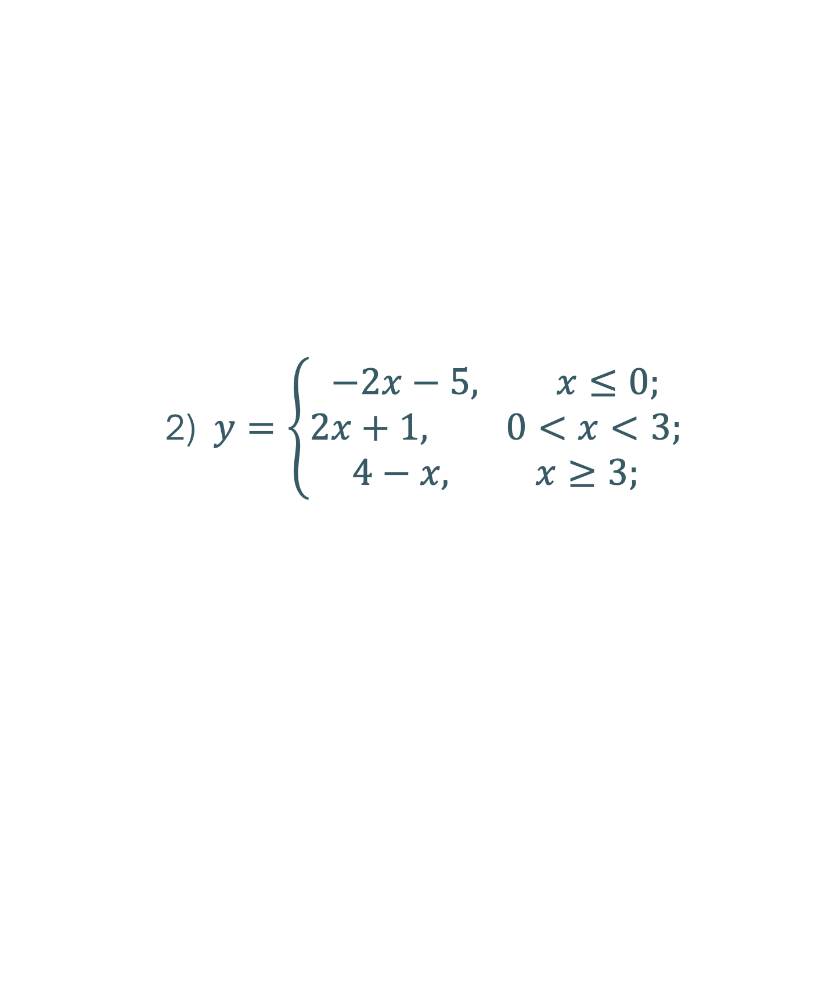 −2x − 5, x ≤ 0;
2) y = { 2x + 1, 0 < x < 3;
4 − x, x ≥ 3;